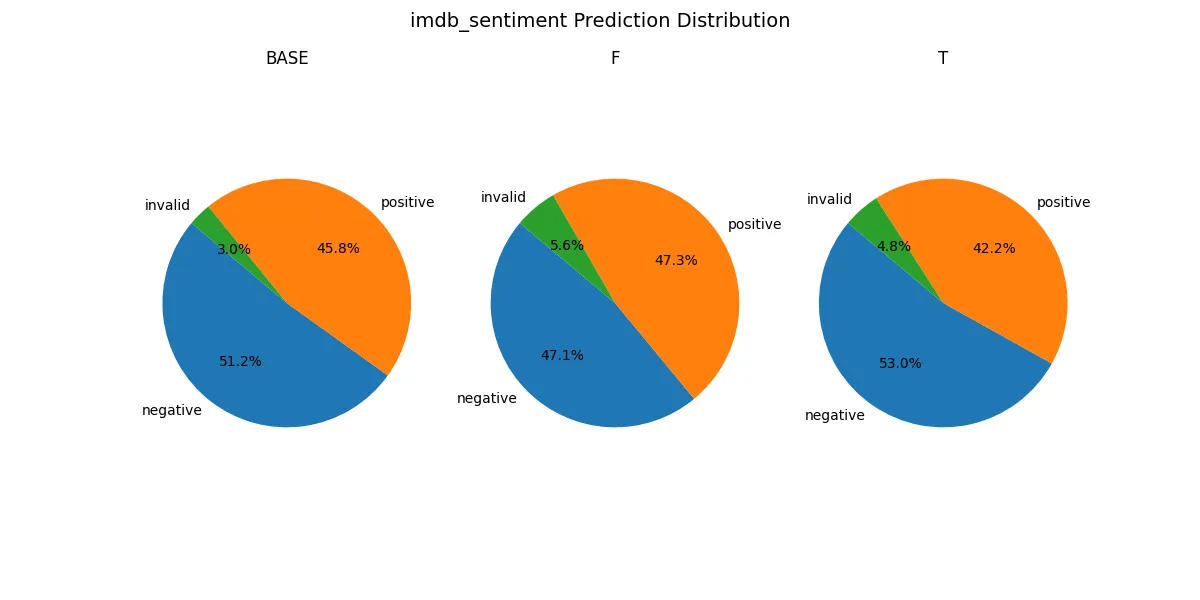 imdb_sentiment Prediction Distribution
BASE
invalid
positive
3.0%
45.8%
51.2%
negative
F
invalid
positive
5.6%
47.3%
47.1%
negative
T
invalid
positive
4.8%
42.2%
53.0%
negative